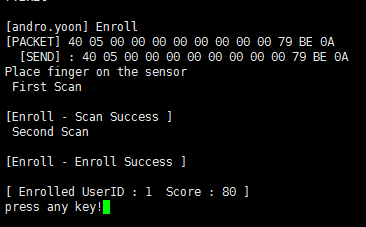 [andro.yoon] Enroll
[PACKET] 40 05 00 00 00 00 00 00 00 00 00 79 BE 0A
[SEND] : 40 05 00 00 00 00 00 00 00 00 00 79 BE 0A
Place finger on the sensor
First Scan
[Enroll - Scan Success ]
Second Scan
[Enroll - Enroll Success ]
[ Enrolled UserID : 1 Score : 80 ]
press any key!